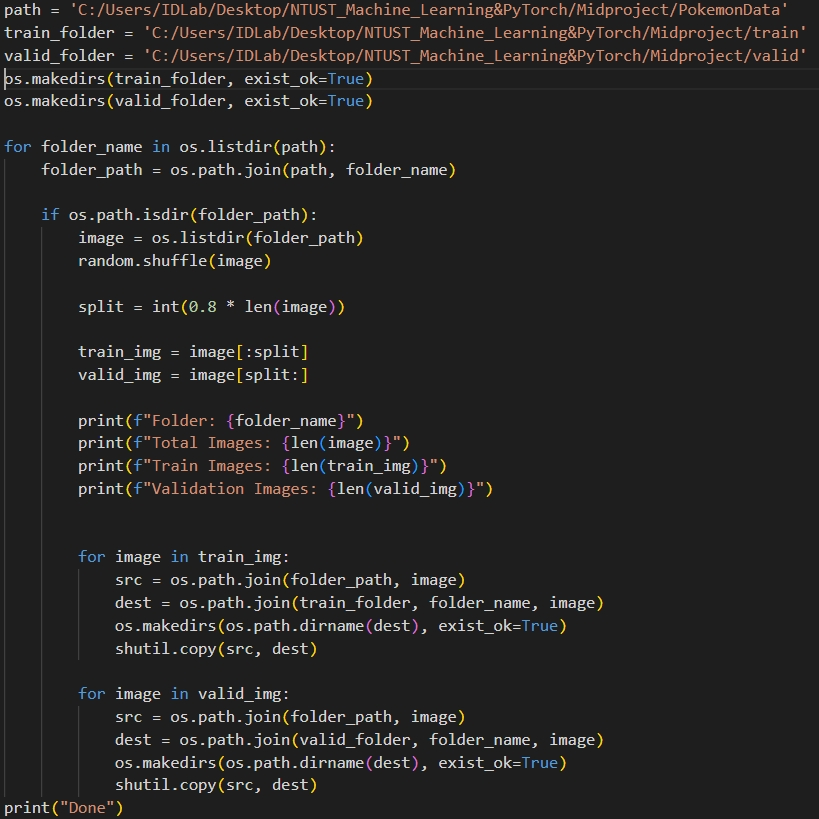 path = 'C:/Users/IDLab/Desktop/NTUST_Machine_Learning&PyTorch/Midproject/PokemonData'
train_folder = 'C:/Users/IDLab/Desktop/NTUST_Machine_Learning&PyTorch/Midproject/train'
valid_folder = 'C:/Users/IDLab/Desktop/NTUST_Machine_Learning&PyTorch/Midproject/valid'
os.makedirs(train_folder, exist_ok=True)
os.makedirs(valid_folder, exist_ok=True)

for folder_name in os.listdir(path):
    folder_path = os.path.join(path, folder_name)

    if os.path.isdir(folder_path):
        image = os.listdir(folder_path)
        random.shuffle(image)

        split = int(0.8 * len(image))

        train_img = image[:split]
        valid_img = image[split:]

        print(f"Folder: {folder_name}")
        print(f"Total Images: {len(image)}")
        print(f"Train Images: {len(train_img)}")
        print(f"Validation Images: {len(valid_img)}")


        for image in train_img:
            src = os.path.join(folder_path, image)
            dest = os.path.join(train_folder, folder_name, image)
            os.makedirs(os.path.dirname(dest), exist_ok=True)
            shutil.copy(src, dest)

        for image in valid_img:
            src = os.path.join(folder_path, image)
            dest = os.path.join(valid_folder, folder_name, image)
            os.makedirs(os.path.dirname(dest), exist_ok=True)
            shutil.copy(src, dest)
print("Done")